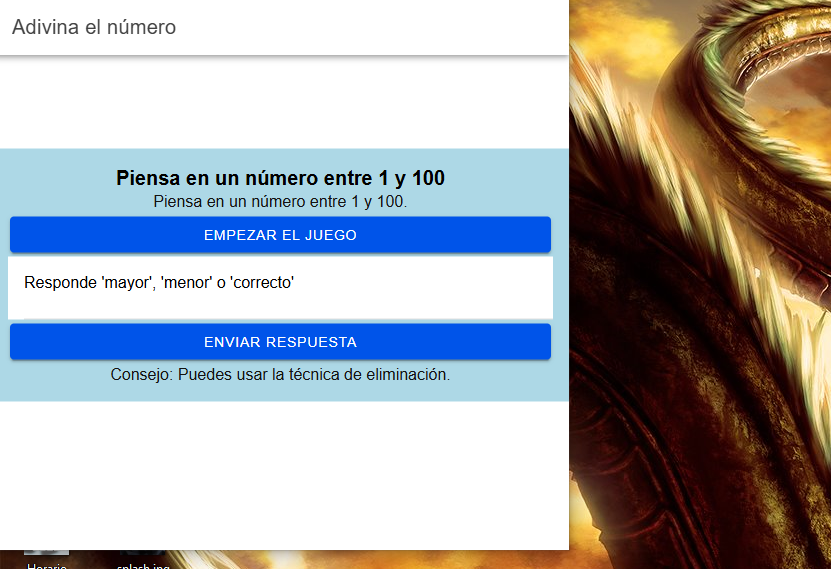 Adivina el número
Piensa en un número entre 1 y 100
Piensa en un número entre 1 y 100.
EMPEZAR EL JUEGO
Responde 'mayor', 'menor' o 'correcto'
ENVIAR RESPUESTA
Consejo: Puedes usar la técnica de eliminación.
Horario splash.jpg